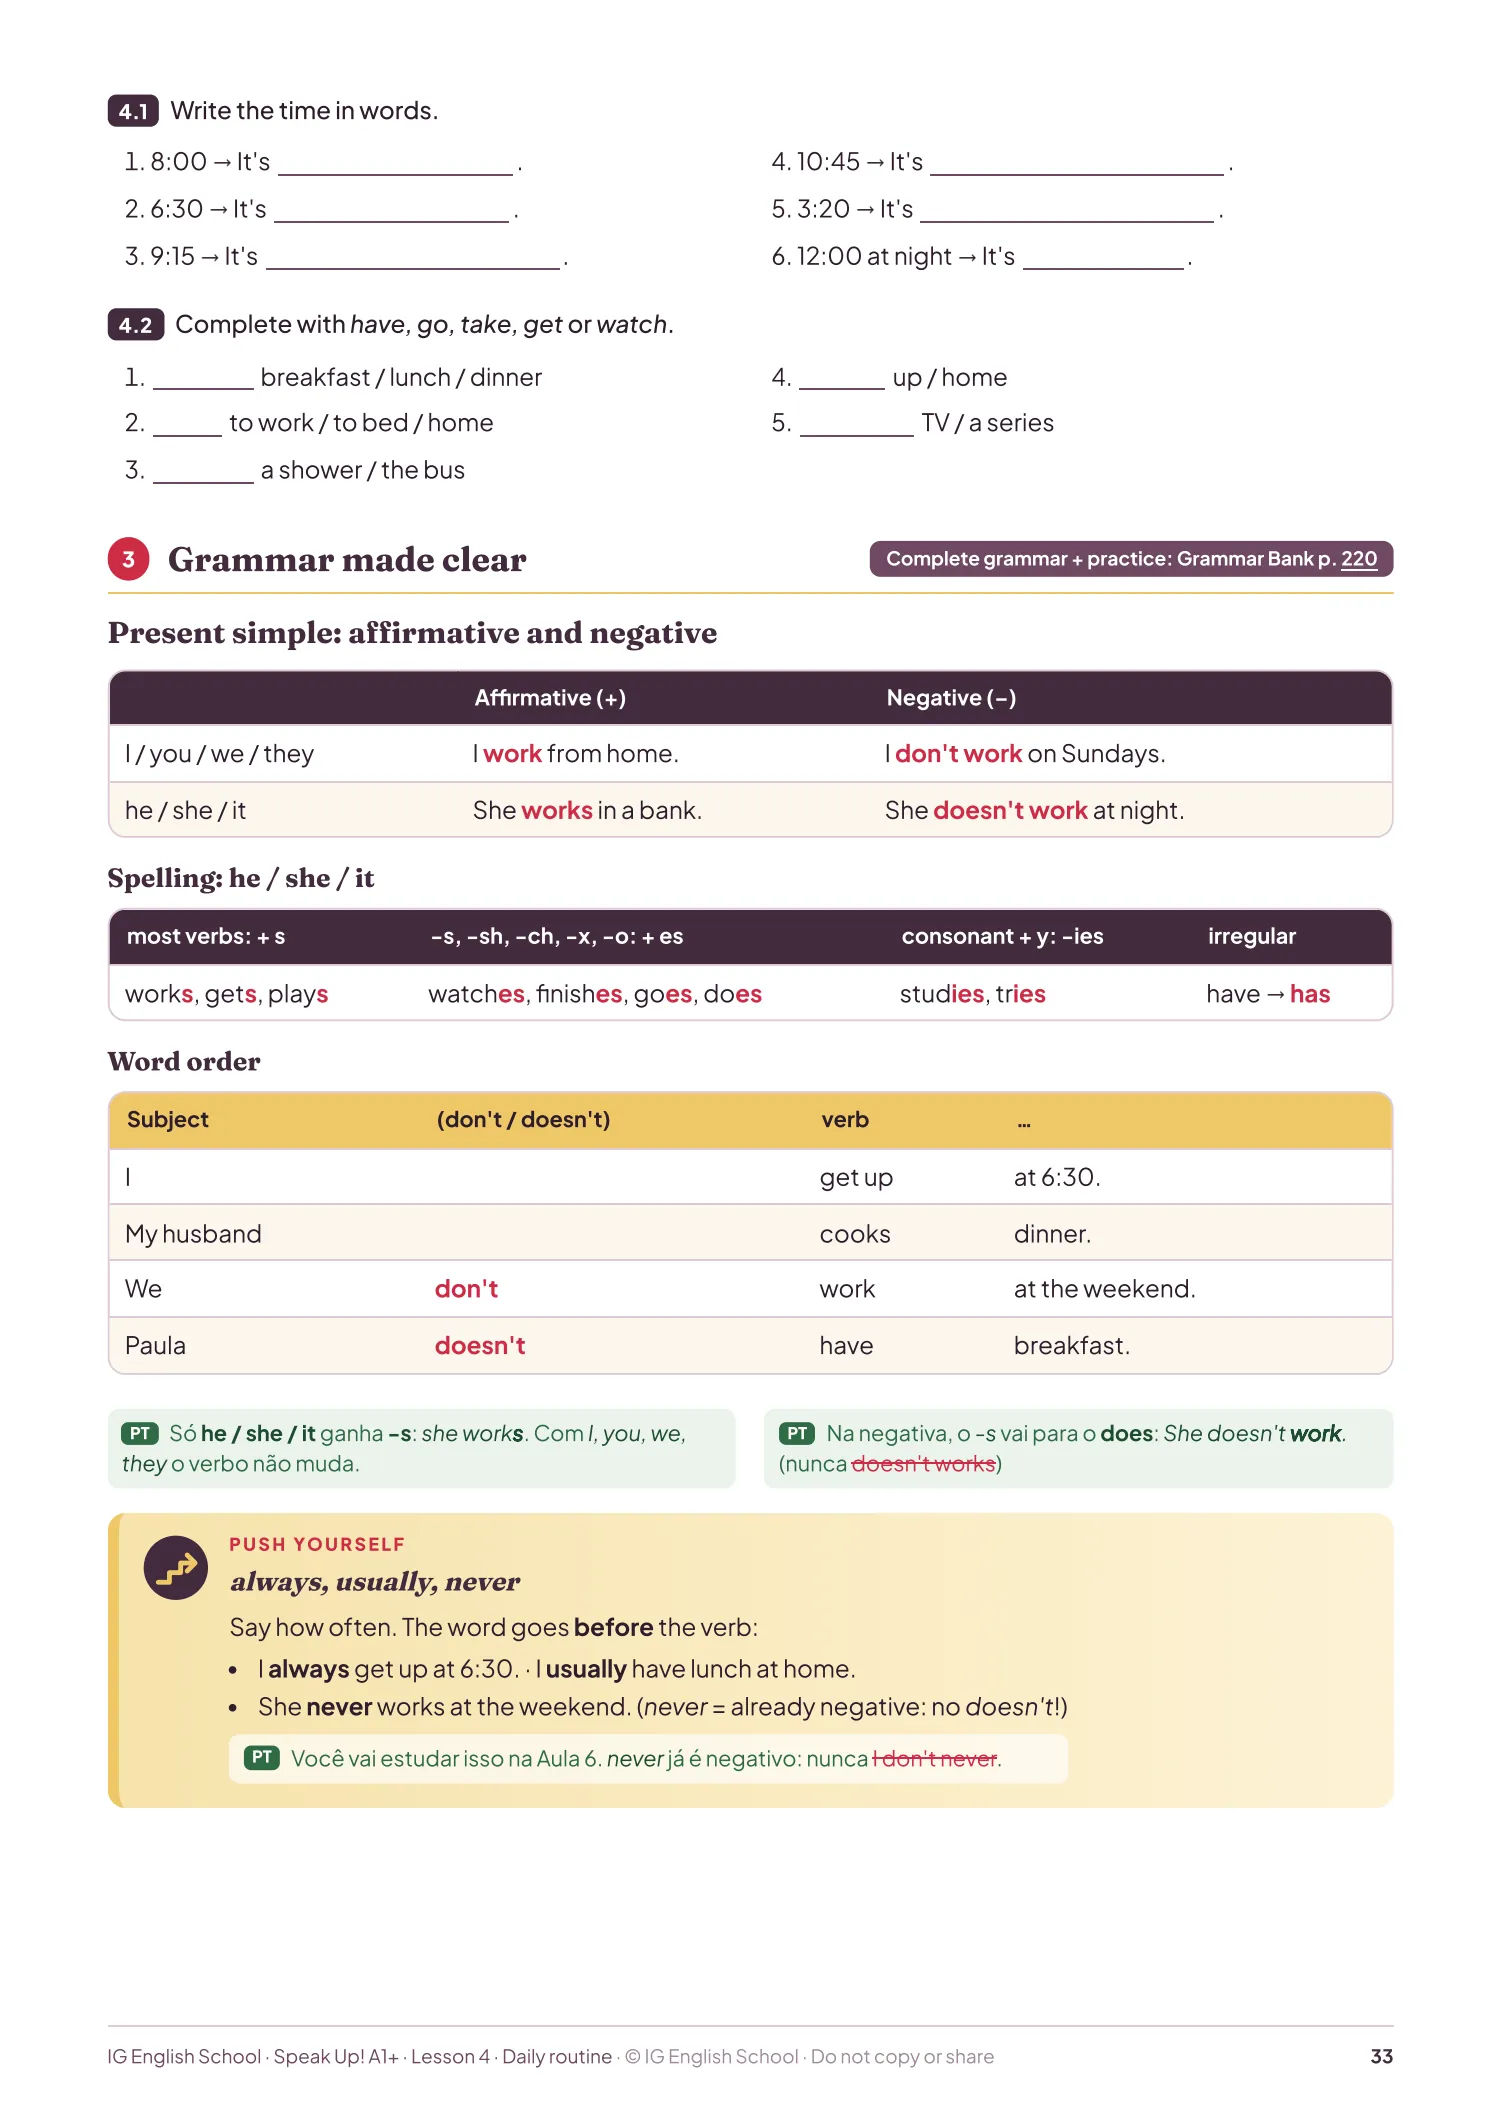 4.1 Write the time in words.
1. 8:00 → It's ________ .
2. 6:30 → It's ________ .
3. 9:15 → It's ________ .
4. 10:45 → It's ________ .
5. 3:20 → It's ________ .
6. 12:00 at night → It's ________ .
4.2 Complete with have, go, take, get or watch.
1. ________ breakfast / lunch / dinner
2. ________ to work / to bed / home
3. ________ a shower / the bus
4. ________ up / home
5. ________ TV / a series
3 Grammar made clear
Complete grammar + practice: Grammar Bank p. 220
Present simple: affirmative and negative
Affirmative (+) Negative (–)
I / you / we / they I work from home. I don't work on Sundays.
he / she / it She works in a bank. She doesn't work at night.
Spelling: he / she / it
most verbs: + s -s, -sh, -ch, -x, -o: + es consonant + y: -ies irregular
works, gets, plays watches, finishes, goes, does studies, tries have → has
Word order
Subject (don't / doesn't) verb ...
I get up at 6:30.
My husband cooks dinner.
We don't work at the weekend.
Paula doesn't have breakfast.
PT Só he / she / it ganha -s: she works. Com I, you, we,
they o verbo não muda.
PT Na negativa, o -s vai para o does: She doesn't work.
(nunca doesn't works)
PUSH YOURSELF
always, usually, never
Say how often. The word goes before the verb:
• I always get up at 6:30. · I usually have lunch at home.
• She never works at the weekend. (never = already negative: no doesn't!)
PT Você vai estudar isso na Aula 6. never já é negativo: nunca I don't never.
IG English School · Speak Up! A1+ · Lesson 4 · Daily routine · © IG English School · Do not copy or share
33